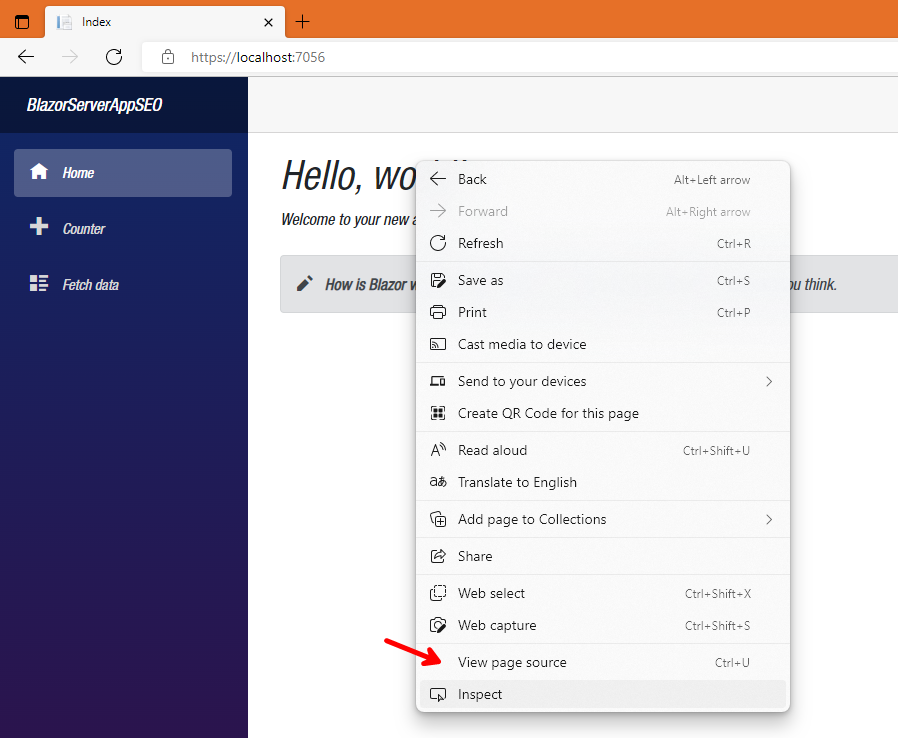 Index
https://localhost:7056
BlazorServerAppSEO
Home
Counter
Fetch data
Hello,
Welcome to your new
How is Blazor
think.
Back Alt+Left arrow
Forward Alt+Right arrow
Refresh Ctrl+R
Save as Ctrl+S
Print Ctrl+P
Cast media to device
Send to your devices
Create QR Code for this page
Read aloud Ctrl+Shift+U
Translate to English
Add page to Collections
Share
Web select Ctrl+Shift+X
Web capture Ctrl+Shift+S
View page source Ctrl+U
Inspect